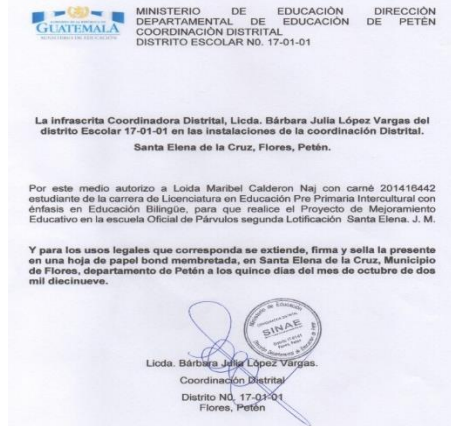 GUATEMALA
MINISTERIO DE EDUCACIÓN DIRECCIÓN
DEPARTAMENTAL DE EDUCACIÓN DE PETÉN
COORDINACIÓN DISTRITAL
DISTRITO ESCOLAR N0. 17-01-01
La infrascrita Coordinadora Distrital, Licda. Bárbara Julia López Vargas del
distrito Escolar 17-01-01 en las instalaciones de la coordinación Distrital.
Santa Elena de la Cruz, Flores, Petén.
Por este medio autorizo a Loida Maribel Calderon Naj con carné 201416442
estudiante de la carrera de Licenciatura en Educación Pre Primaria Intercultural con
énfasis en Educación Bilingüe, para que realice el Proyecto de Mejoramiento
Educativo en la escuela Oficial de Párvulos segunda Lotificación Santa Elena. J. M.
Y para los usos legales que corresponda se extiende, firma y sella la presente
en una hoja de papel bond membretada, en Santa Elena de la Cruz, Municipio
de Flores, departamento de Petén a los quince días del mes de octubre de dos
mil diecinueve.
SINAE
Licda. Bárbara Julia López Vargas.
Coordinación Distrital
Distrito N0. 17-01-01
Flores, Petén